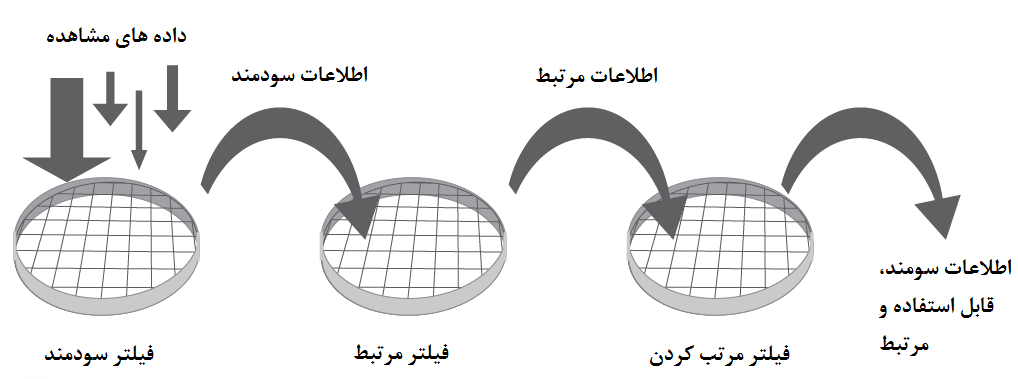 داده های مشاهده
اطلاعات سودمند
اطلاعات مرتبط
اطلاعات سومند،
قابل استفاده و
مرتبط
فیلتر سودمند
فیلتر مرتبط
فیلتر مرتب کردن